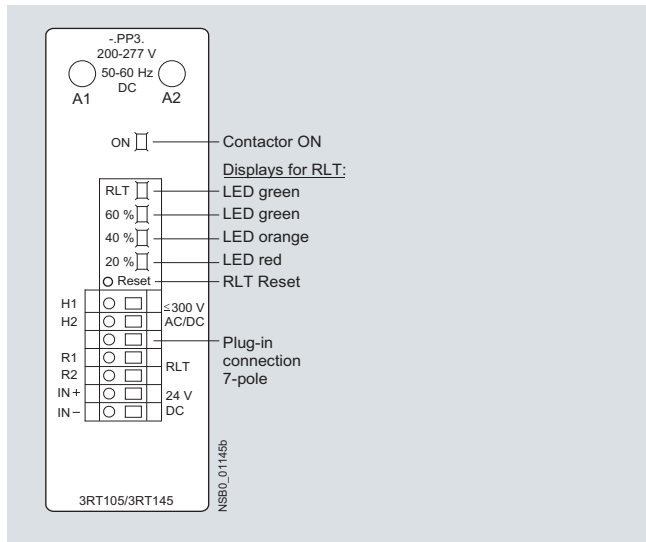 -.PP3.
200-277 V
50-60 Hz
DC
A1
A2
ON
Contactor ON
Displays for RLT:
RLT
LED green
60 %
LED green
40 %
LED orange
20 %
LED red
Reset
RLT Reset
H1
≤300 V
H2
AC/DC
Plug-in
connection
7-pole
R1
RLT
R2
IN+
24 V
IN−
DC
NSB0_01145b
3RT105/3RT145